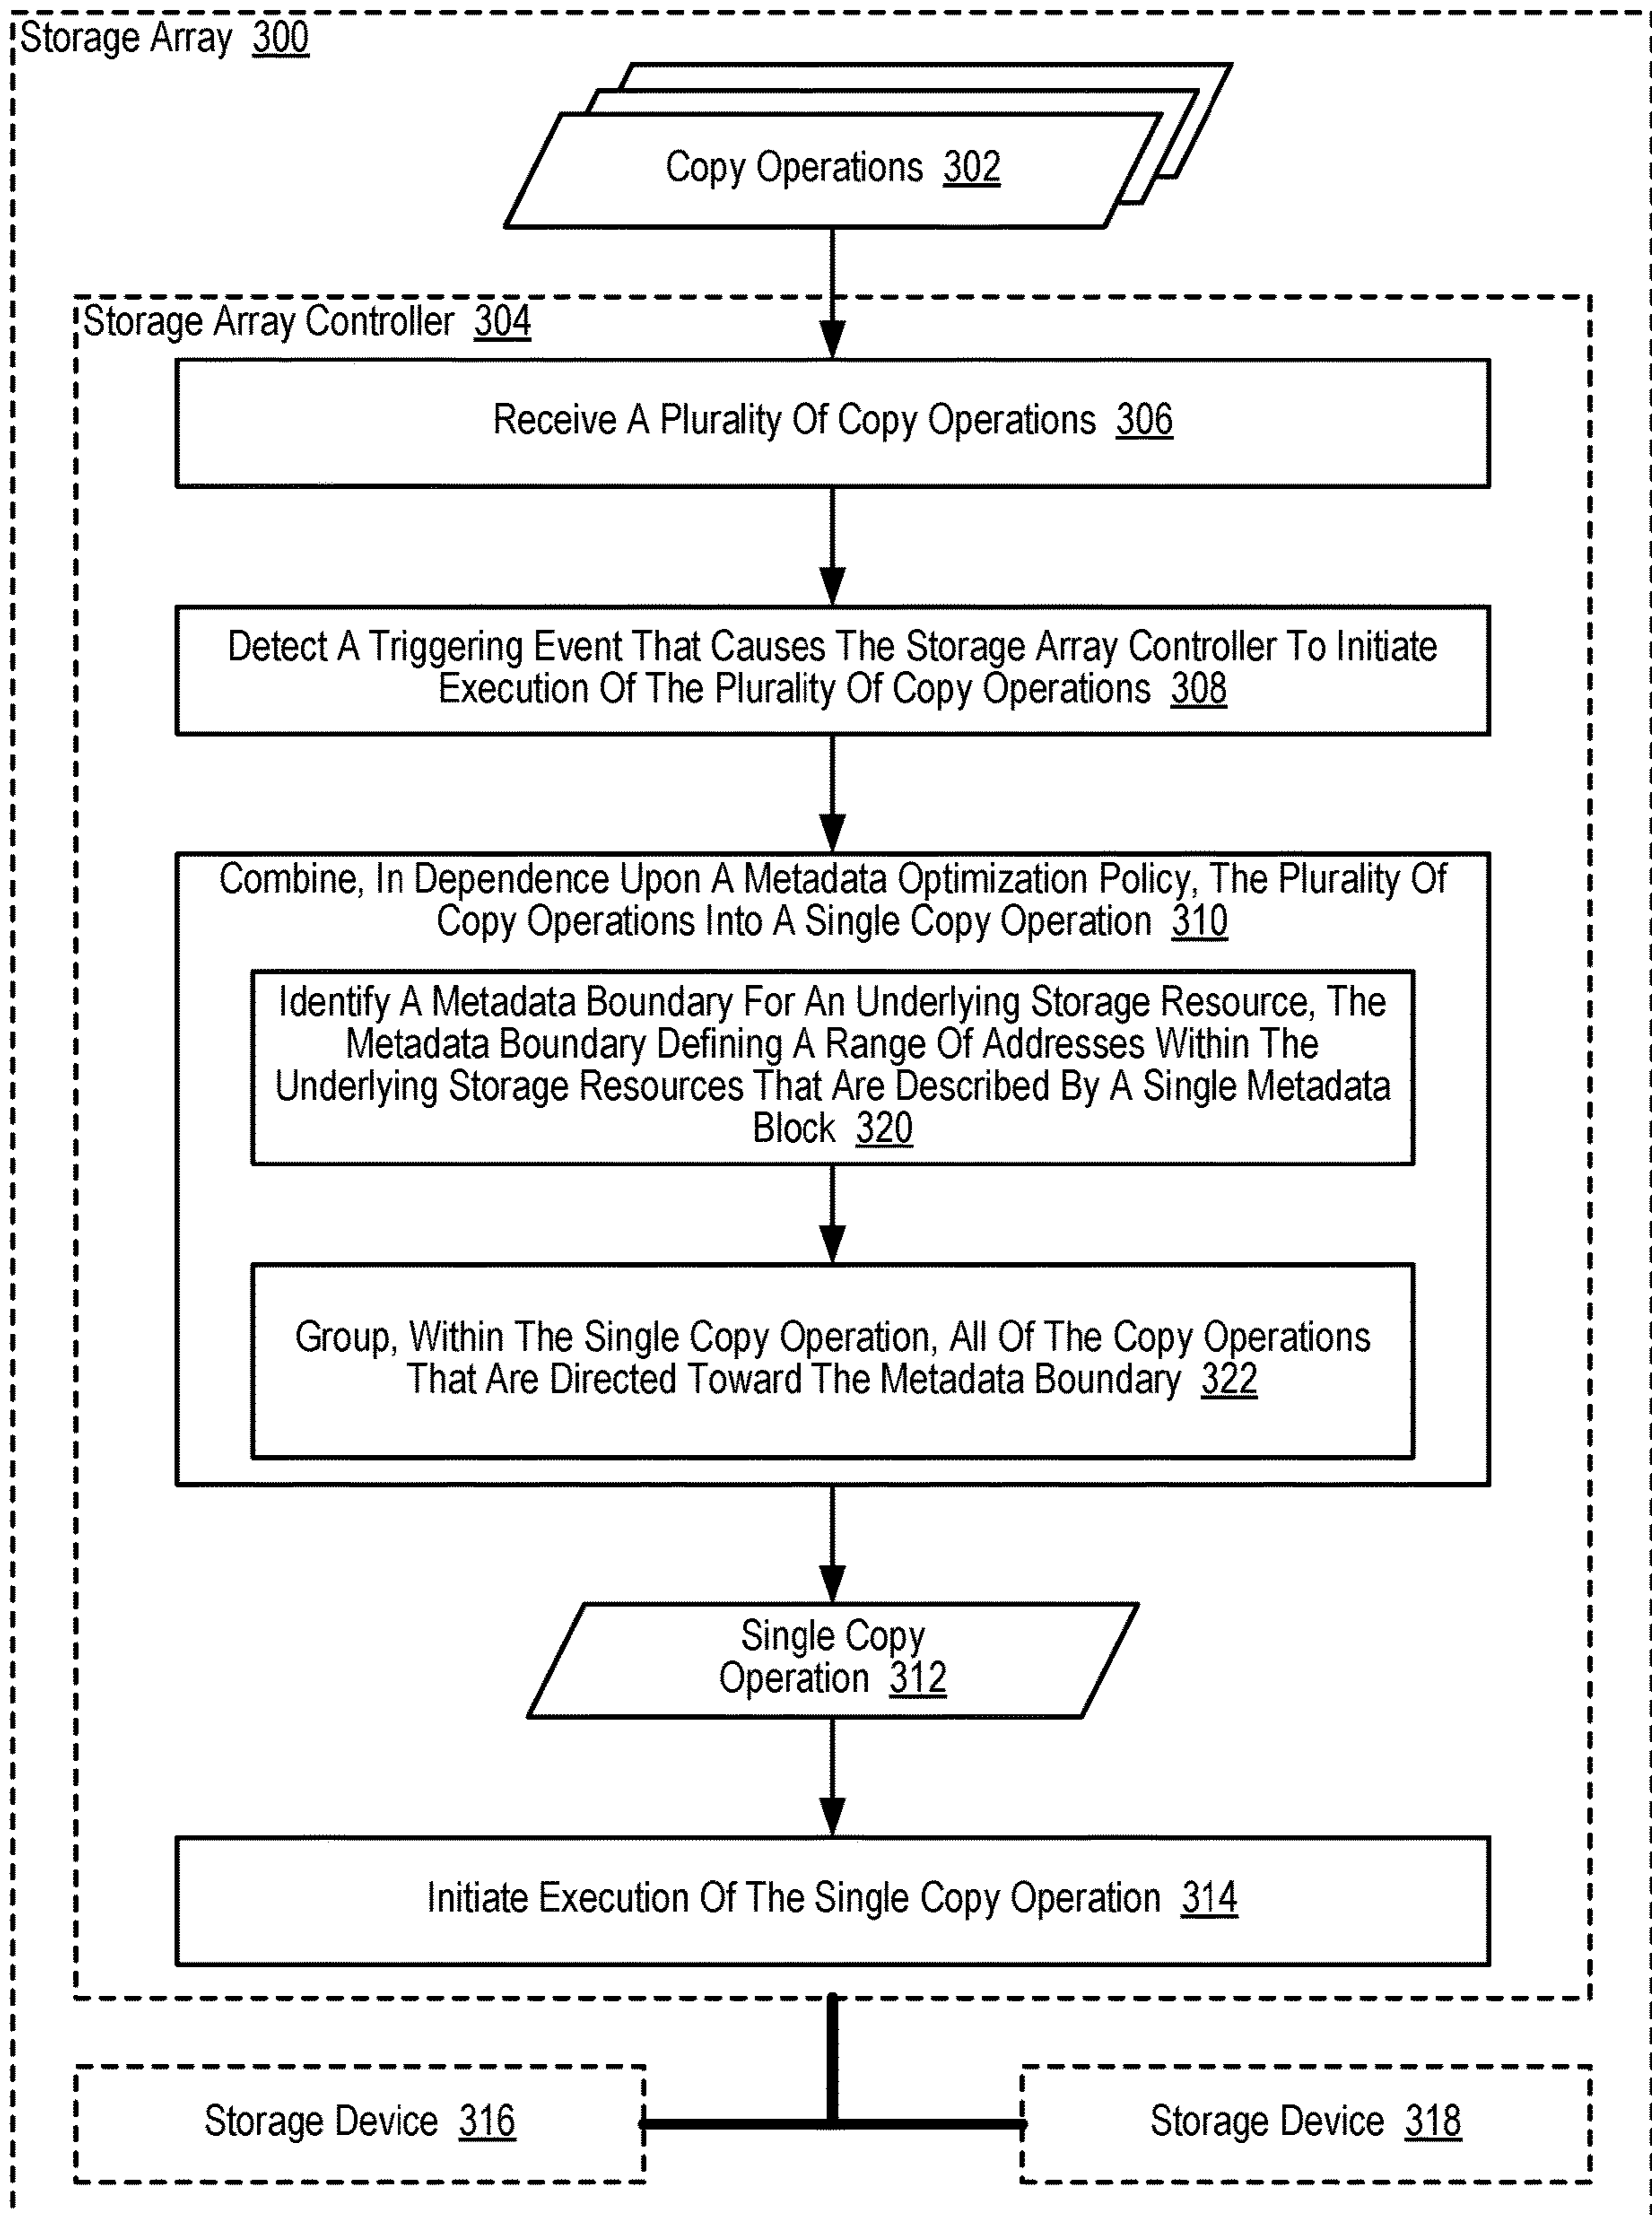 Storage Array 300
Copy Operations 302
Storage Array Controller 304
Receive A Plurality Of Copy Operations 306
Detect A Triggering Event That Causes The Storage Array Controller To Initiate
Execution Of The Plurality Of Copy Operations 308
Combine, In Dependence Upon A Metadata Optimization Policy, The Plurality Of
Copy Operations Into A Single Copy Operation 310
Identify A Metadata Boundary For An Underlying Storage Resource, The
Metadata Boundary Defining A Range Of Addresses Within The
Underlying Storage Resources That Are Described By A Single Metadata
Block 320
Group, Within The Single Copy Operation, All Of The Copy Operations
That Are Directed Toward The Metadata Boundary 322
Single Copy
Operation 312
Initiate Execution Of The Single Copy Operation 314
Storage Device 316
Storage Device 318